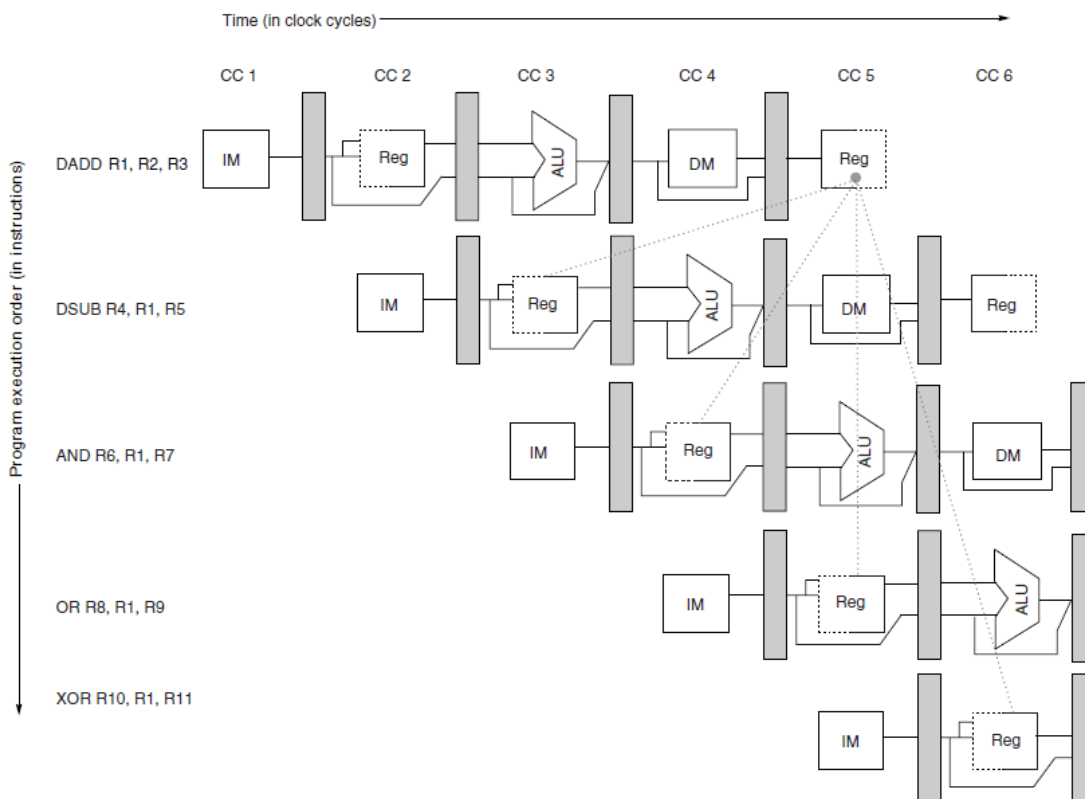 Time (in clock cycles)
CC 1 CC 2 CC 3 CC 4 CC 5 CC 6
Program execution order (in instructions)
DADD R1, R2, R3 IM Reg ALU DM Reg
DSUB R4, R1, R5 IM Reg ALU DM Reg
AND R6, R1, R7 IM Reg ALU DM
OR R8, R1, R9 IM Reg ALU
XOR R10, R1, R11 IM Reg